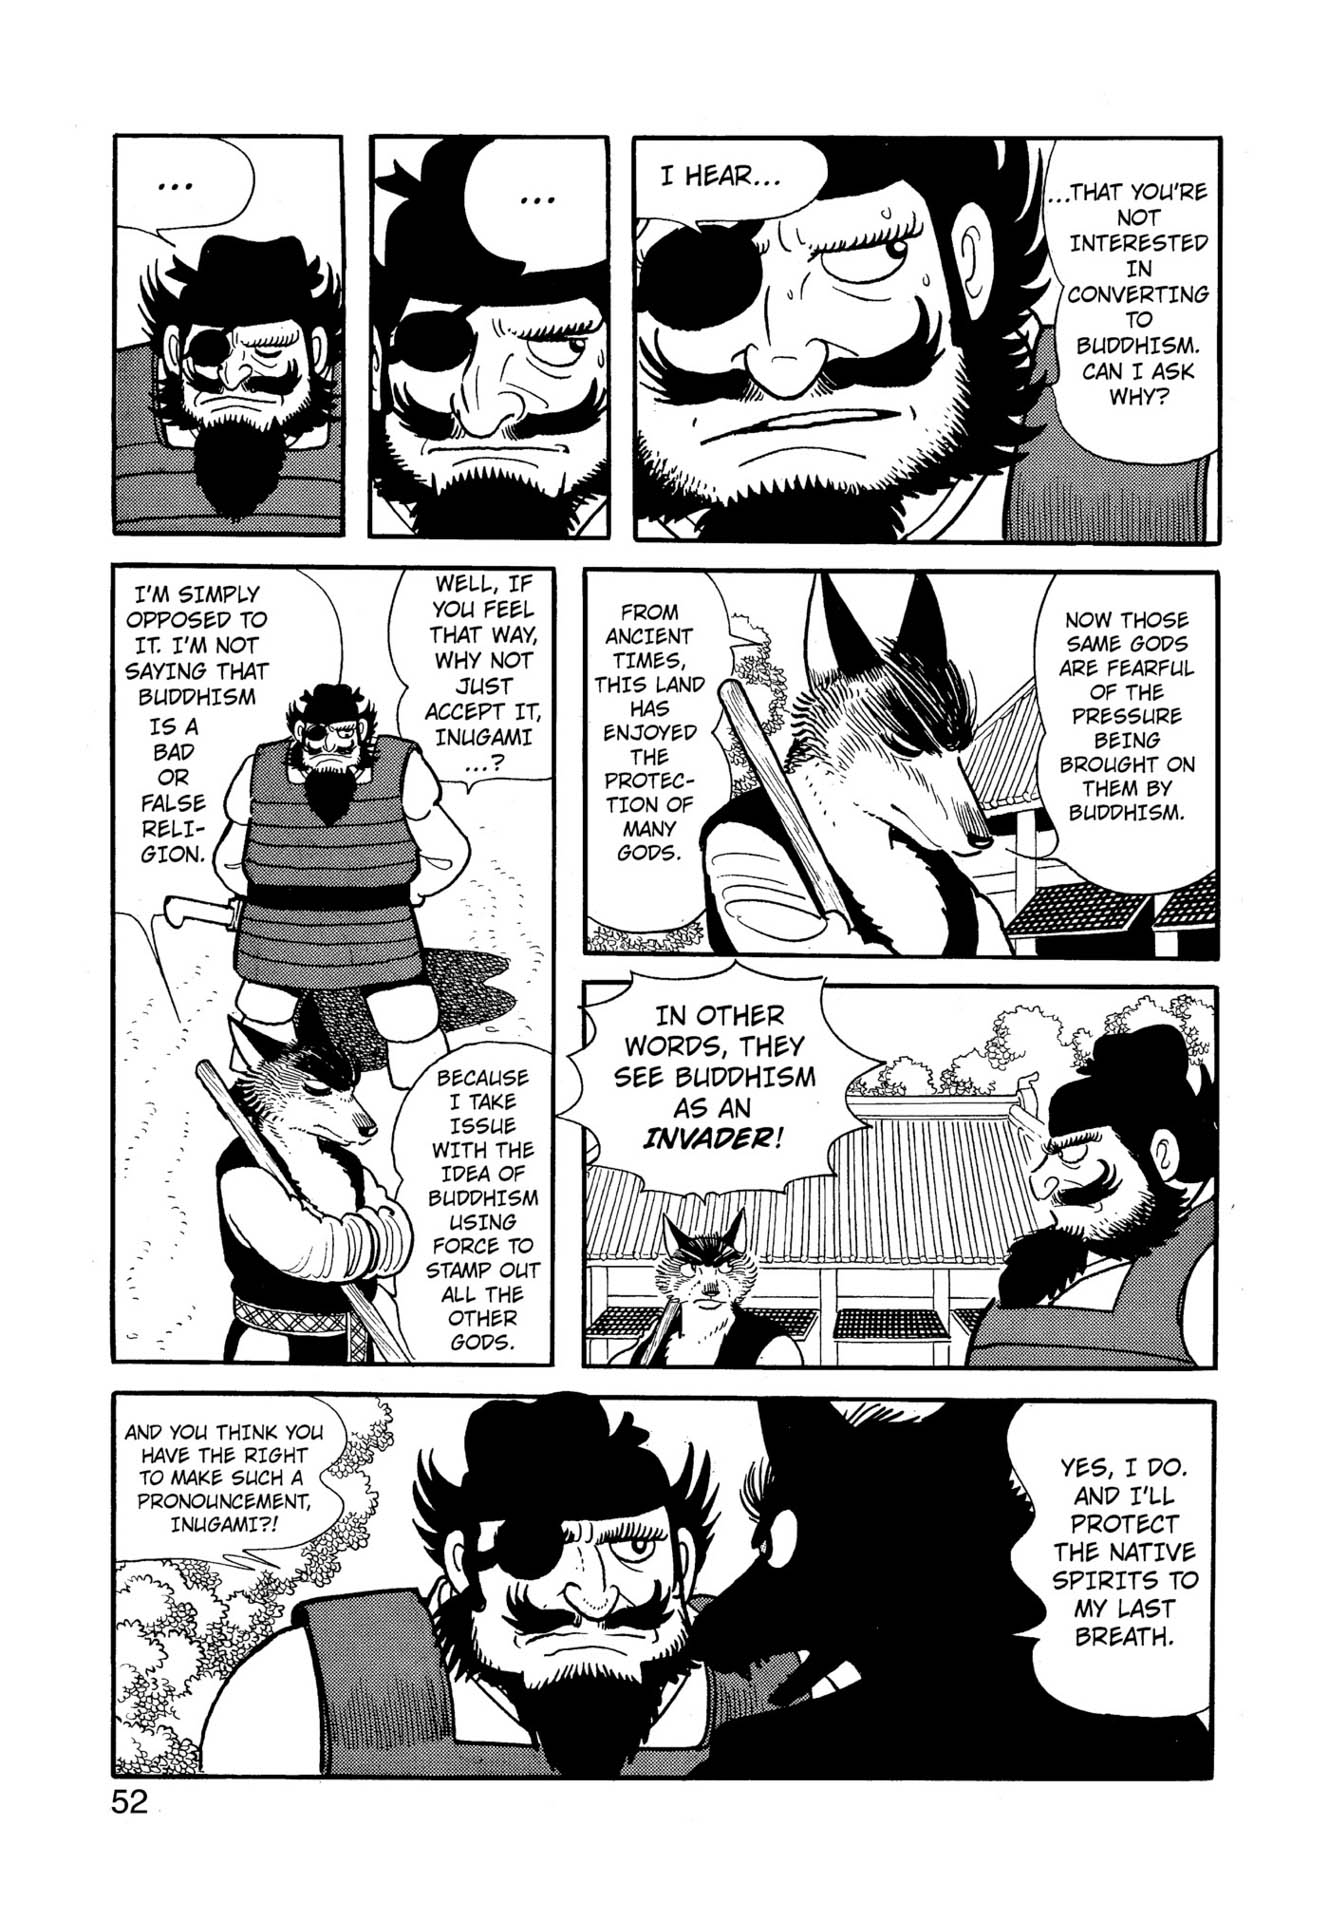 ...
...
I HEAR...
...THAT YOU'RE
NOT
INTERESTED
IN
CONVERTING
TO
BUDDHISM.
CAN I ASK
WHY?
I'M SIMPLY
OPPOSED TO
IT. I'M NOT
SAYING THAT
BUDDHISM
IS A
BAD
OR
FALSE
RELI-
GION.
WELL, IF
YOU FEEL
THAT WAY,
WHY NOT
JUST
ACCEPT IT,
INUGAMI
...?
BECAUSE
I TAKE
ISSUE
WITH THE
IDEA OF
BUDDHISM
USING
FORCE TO
STAMP OUT
ALL THE
OTHER
GODS.
FROM
ANCIENT
TIMES,
THIS LAND
HAS
ENJOYED
THE
PROTEC-
TION OF
MANY
GODS.
NOW THOSE
SAME GODS
ARE FEARFUL
OF THE
PRESSURE
BEING
BROUGHT ON
THEM BY
BUDDHISM.
IN OTHER
WORDS, THEY
SEE BUDDHISM
AS AN
INVADER!
AND YOU THINK YOU
HAVE THE RIGHT
TO MAKE SUCH A
PRONOUNCEMENT,
INUGAMI?!
YES, I DO.
AND I'LL
PROTECT
THE NATIVE
SPIRITS TO
MY LAST
BREATH.
52